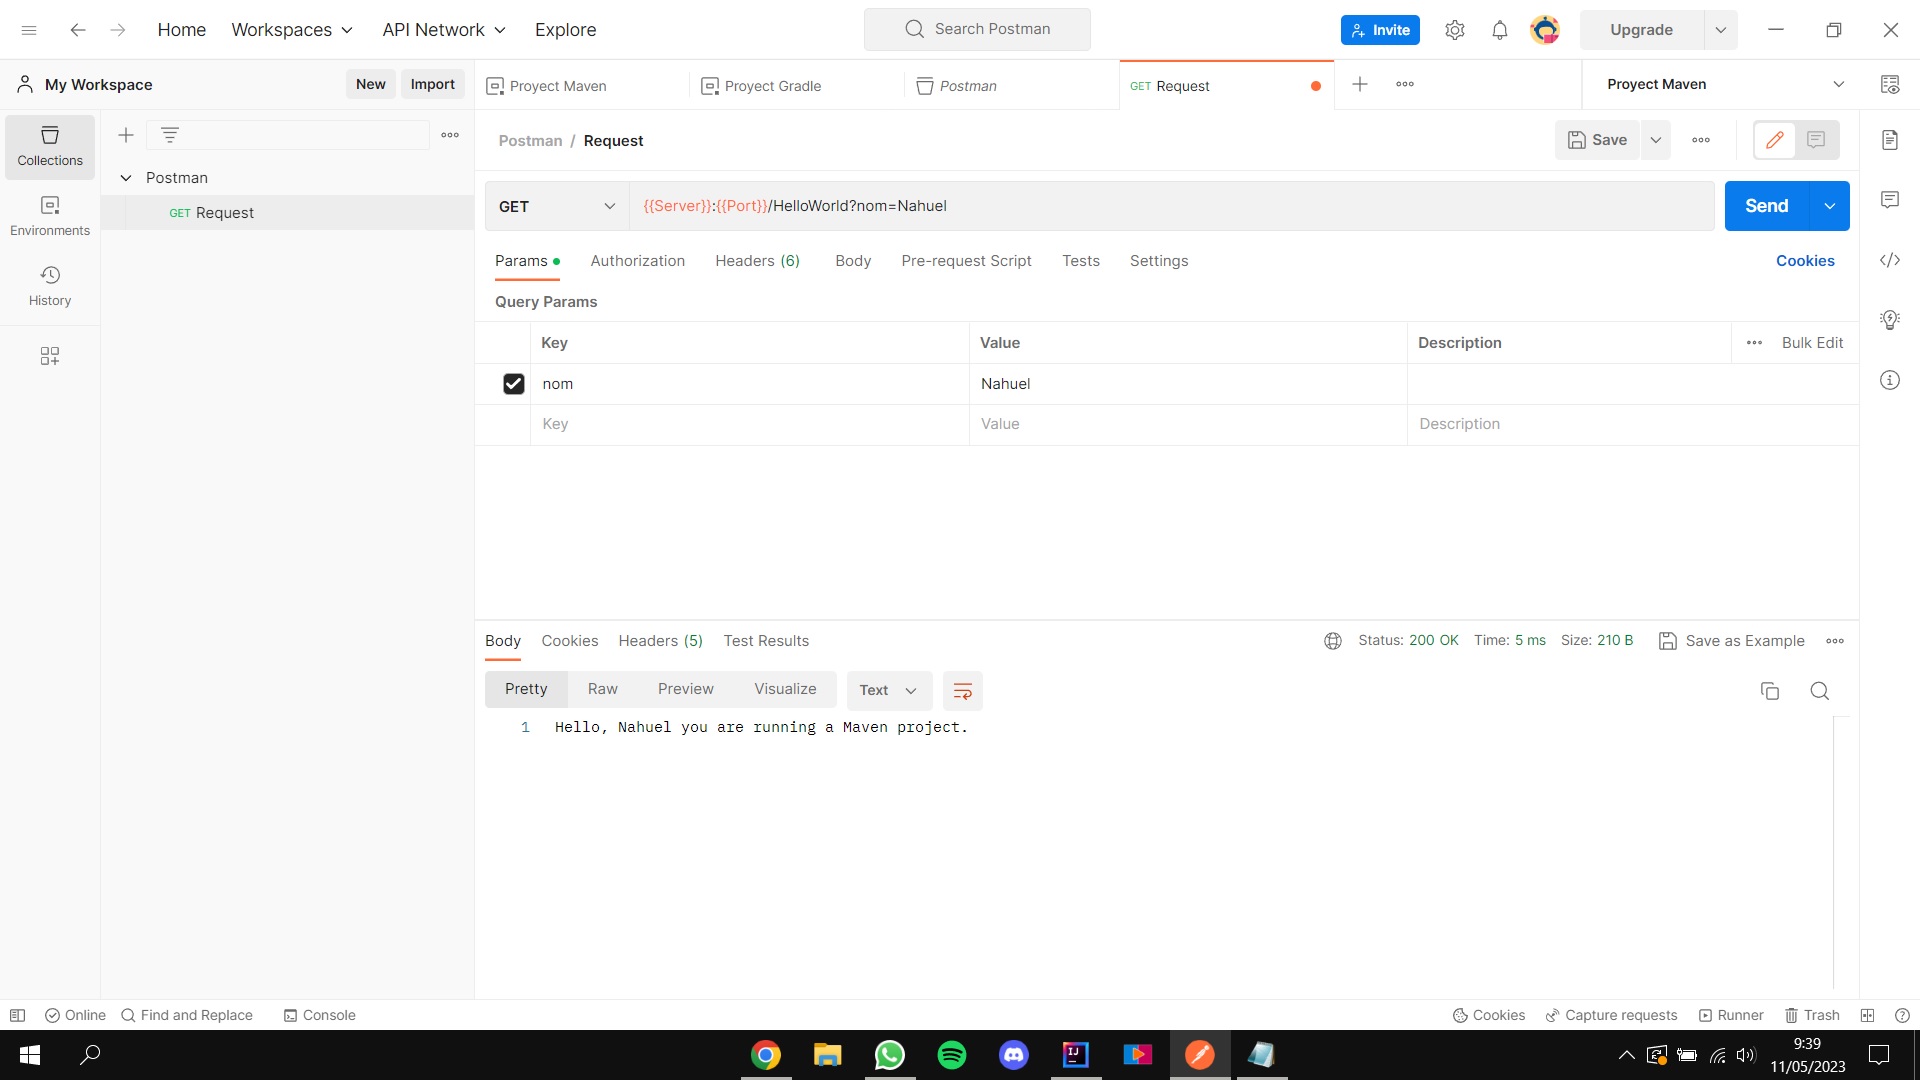 Home Workspaces API Network Explore Search Postman Invite Upgrade
My Workspace New Import Proyect Maven Proyect Gradle Postman GET Request Proyect Maven
Collections
Environments
History
Postman
GET Request
Postman / Request Save
GET {{Server}}:{{Port}}/HelloWorld?nom=Nahuel Send
Params Authorization Headers (6) Body Pre-request Script Tests Settings Cookies
Query Params
Key Value Description Bulk Edit
nom Nahuel
Key Value Description
Body Cookies Headers (5) Test Results Status: 200 OK Time: 5 ms Size: 210 B Save as Example
Pretty Raw Preview Visualize Text
1 Hello, Nahuel you are running a Maven project.
Online Find and Replace Console Cookies Capture requests Runner Trash
IJ
9:39
11/05/2023